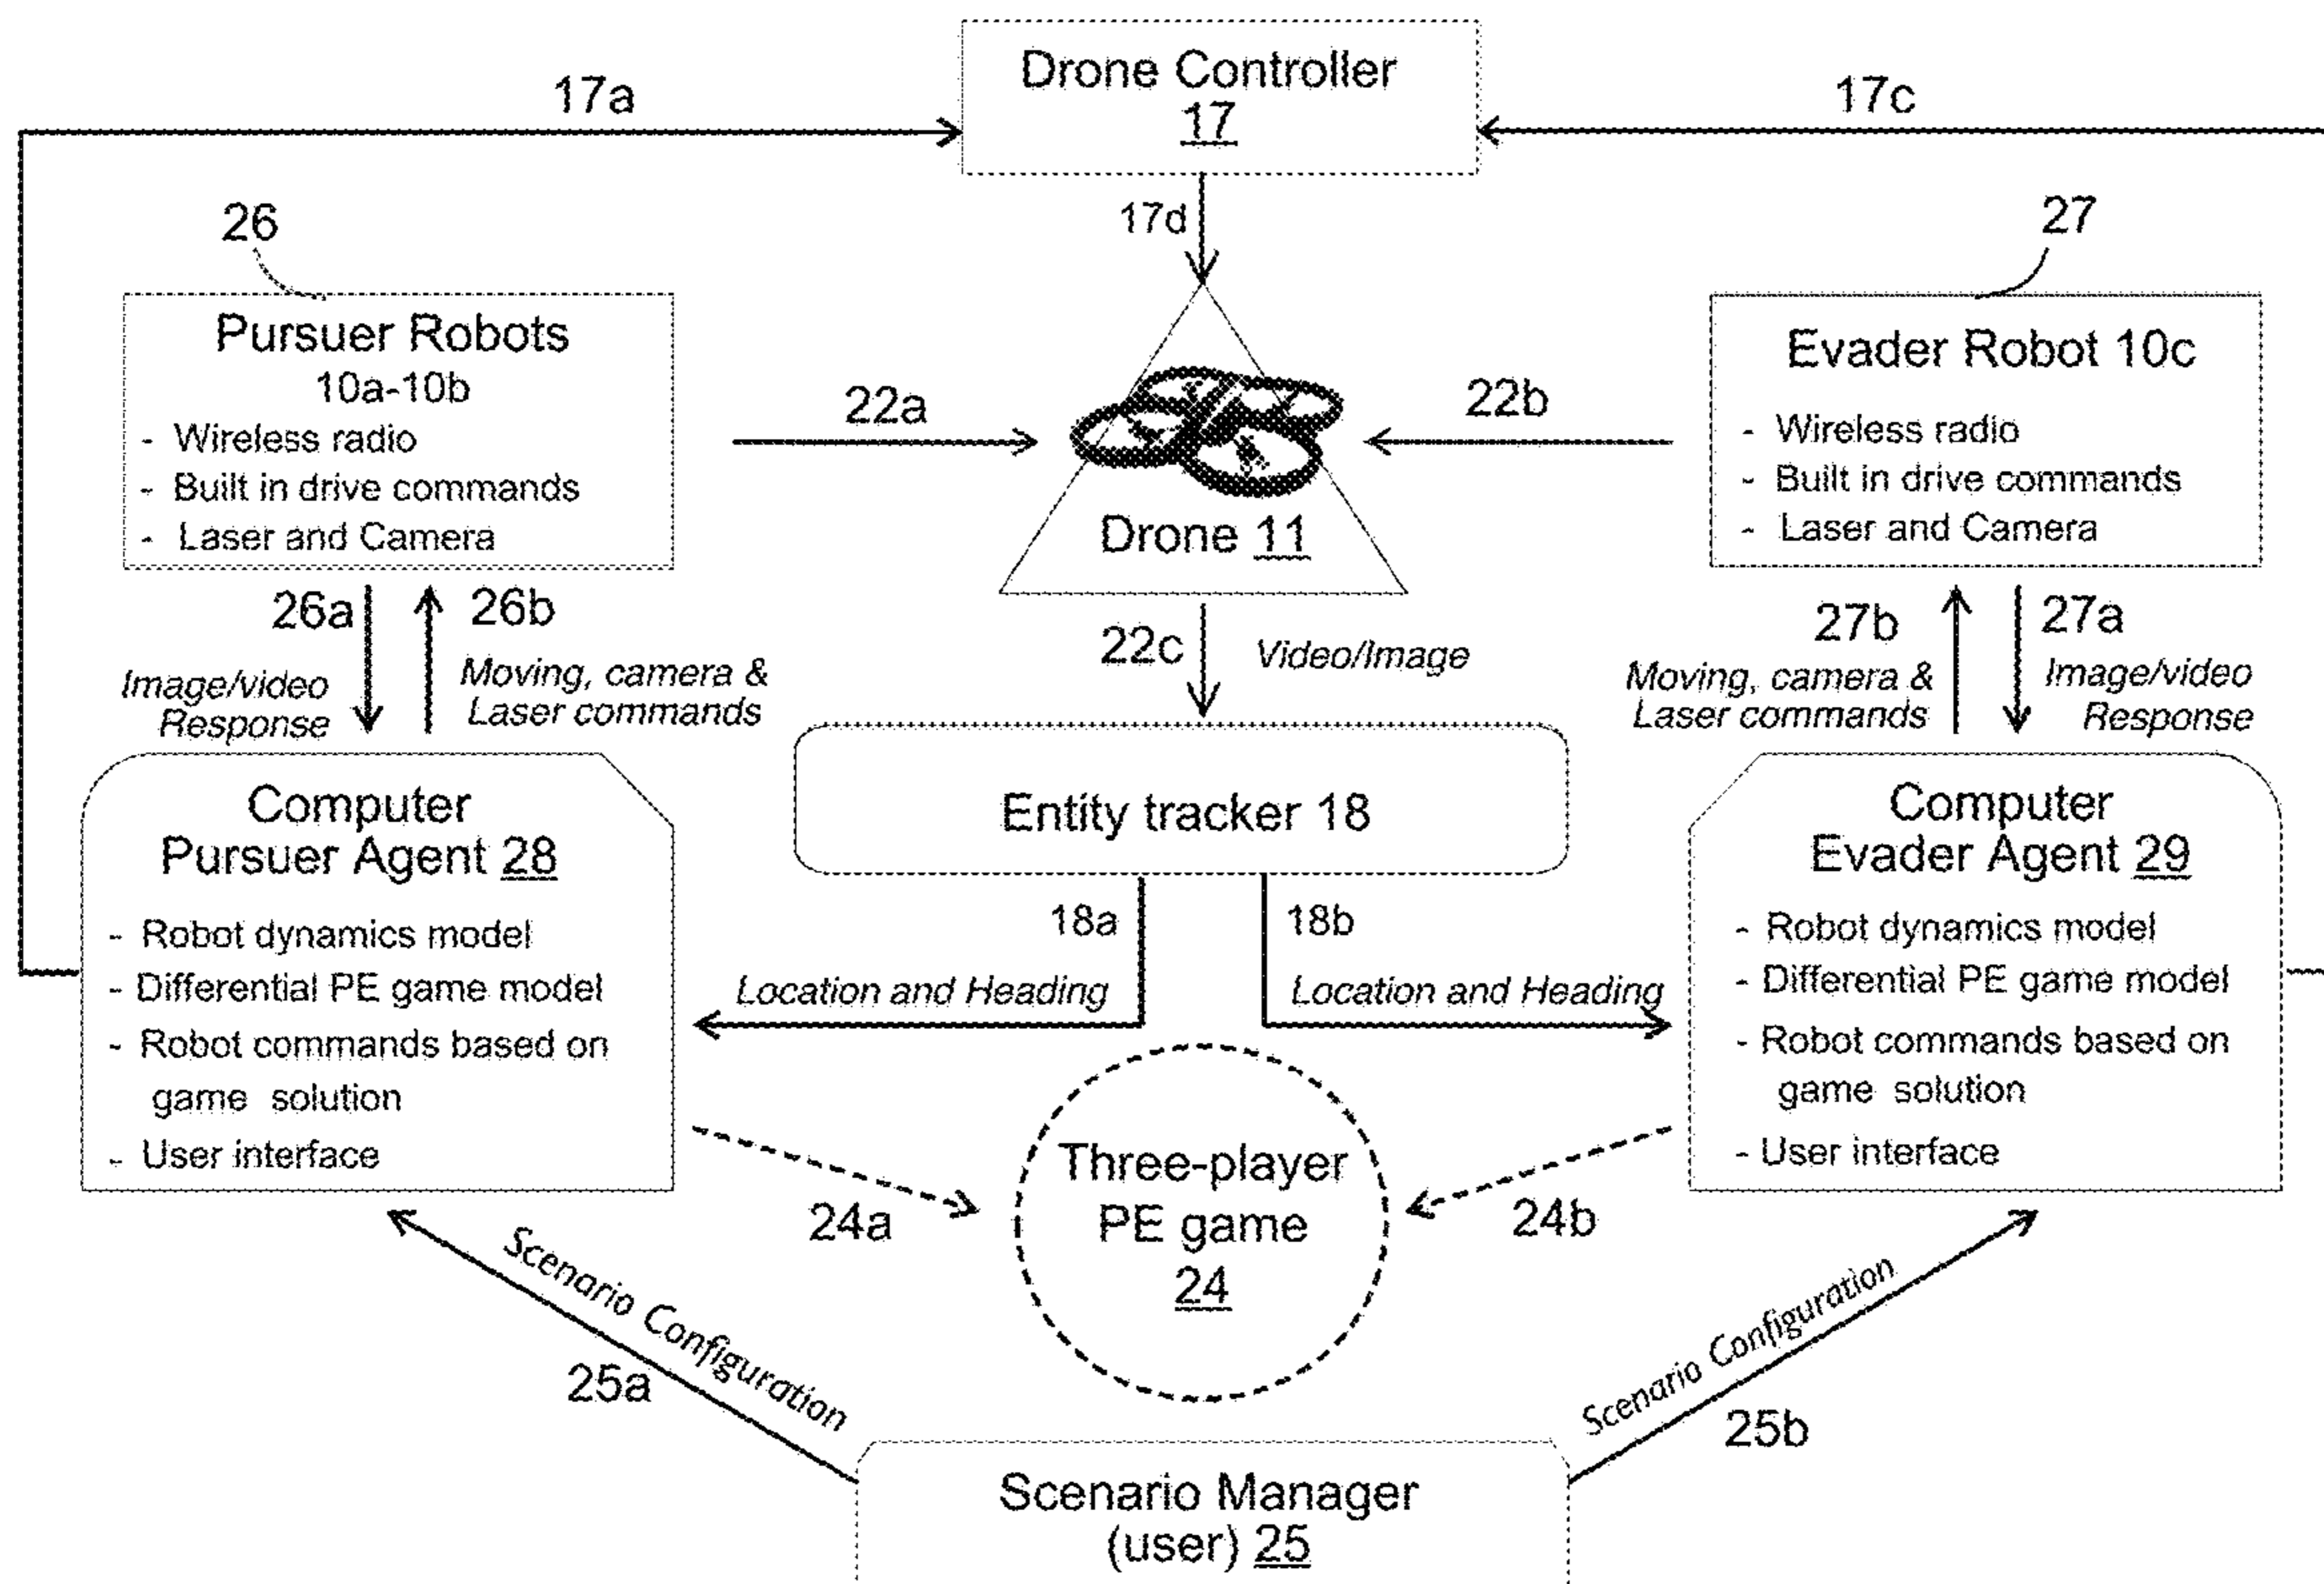 Drone Controller
17
17a
17c
17d
26
27
Pursuer Robots
10a-10b
- Wireless radio
- Built in drive commands
- Laser and Camera
22a
22b
Drone 11
Evader Robot 10c
- Wireless radio
- Built in drive commands
- Laser and Camera
26a
26b
Image/video
Response
Moving, camera &
Laser commands
22c
Video/Image
27b
27a
Moving, camera &
Laser commands
Image/video
Response
Computer
Pursuer Agent 28
- Robot dynamics model
- Differential PE game model
- Robot commands based on
game solution
- User interface
Entity tracker 18
18a
18b
Location and Heading
Location and Heading
Computer
Evader Agent 29
- Robot dynamics model
- Differential PE game model
- Robot commands based on
game solution
- User interface
24a
Three-player
PE game
24
24b
Scenario Configuration
25a
Scenario Configuration
25b
Scenario Manager
(user) 25